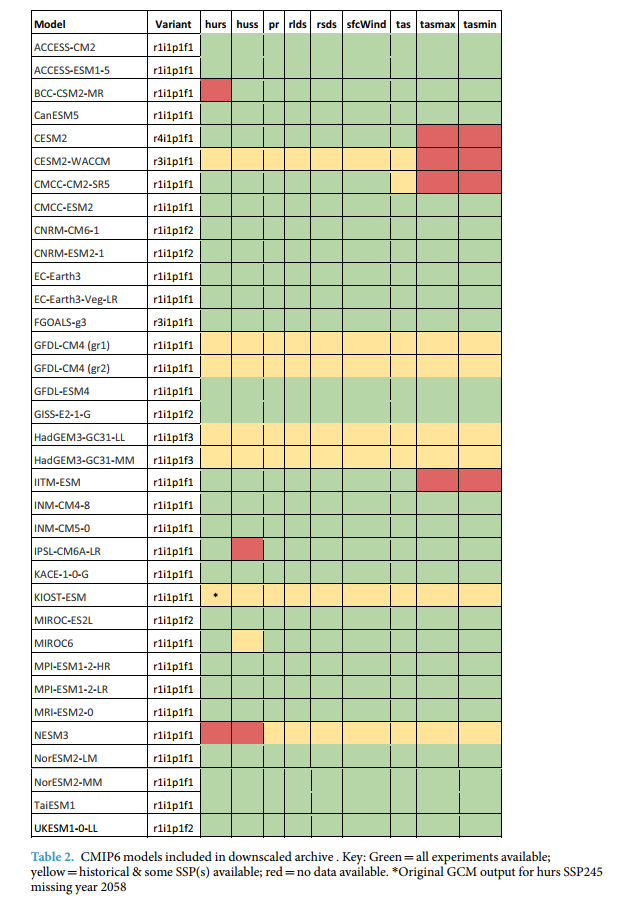 Model Variant hurs huss pr rlds rsds sfcWind tas tasmax tasmin
ACCESS-CM2 r1i1p1f1
ACCESS-ESM1-5 r1i1p1f1
BCC-CSM2-MR r1i1p1f1
CanESM5 r1i1p1f1
CESM2 r4i1p1f1
CESM2-WACCM r3i1p1f1
CMCC-CM2-SR5 r1i1p1f1
CMCC-ESM2 r1i1p1f1
CNRM-CM6-1 r1i1p1f2
CNRM-ESM2-1 r1i1p1f2
EC-Earth3 r1i1p1f1
EC-Earth3-Veg-LR r1i1p1f1
FGOALS-g3 r3i1p1f1
GFDL-CM4 (gr1) r1i1p1f1
GFDL-CM4 (gr2) r1i1p1f1
GFDL-ESM4 r1i1p1f1
GISS-E2-1-G r1i1p1f2
HadGEM3-GC31-LL r1i1p1f3
HadGEM3-GC31-MM r1i1p1f3
IITM-ESM r1i1p1f1
INM-CM4-8 r1i1p1f1
INM-CM5-0 r1i1p1f1
IPSL-CM6A-LR r1i1p1f1
KACE-1-0-G r1i1p1f1
KIOST-ESM r1i1p1f1 *
MIROC-ES2L r1i1p1f2
MIROC6 r1i1p1f1
MPI-ESM1-2-HR r1i1p1f1
MPI-ESM1-2-LR r1i1p1f1
MRI-ESM2-0 r1i1p1f1
NESM3 r1i1p1f1
NorESM2-LM r1i1p1f1
NorESM2-MM r1i1p1f1
TaiESM1 r1i1p1f1
UKESM1-0-LL r1i1p1f2
Table 2. CMIP6 models included in downscaled archive . Key: Green = all experiments available;
yellow = historical & some SSP(s) available; red = no data available. *Original GCM output for hurs SSP245
missing year 2058